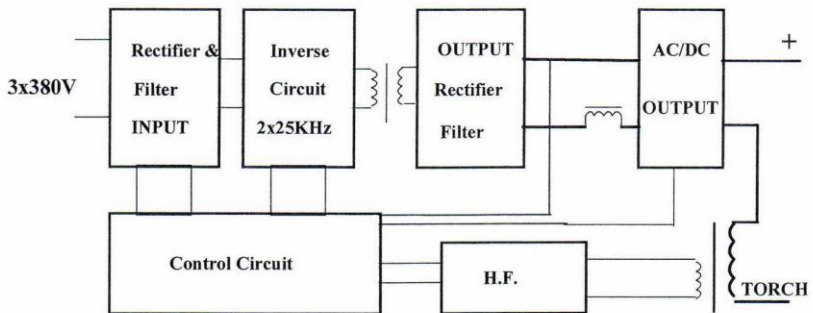 3x380V
Rectifier &
Filter
INPUT
Inverse
Circuit
2x25KHz
OUTPUT
Rectifier
Filter
AC/DC
OUTPUT
+
Control Circuit
H.F.
TORCH